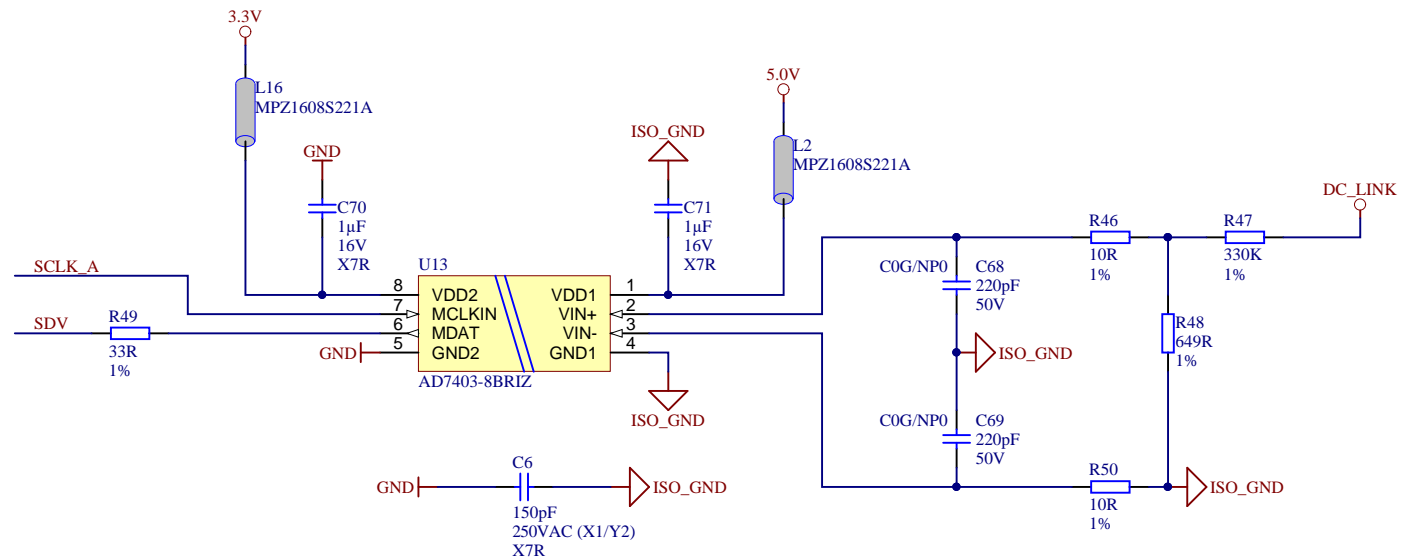 3.3V
L16
MPZ1608S221A
5.0V
ISO_GND
L2
MPZ1608S221A
GND
DC_LINK
C70
1µF
16V
X7R
C71
1µF
16V
X7R
R46
10R
1%
R47
330K
1%
SCLK_A
U13
C0G/NP0
C68
220pF
50V
8
VDD2
VDD1
1
7
MCLKIN
VIN+
2
SDV
R49
33R
1%
6
MDAT
VIN-
3
GND
5
GND2
GND1
4
AD7403-8BRIZ
R48
649R
1%
ISO_GND
ISO_GND
C0G/NP0
C69
220pF
50V
C6
GND
ISO_GND
150pF
250VAC (X1/Y2)
X7R
R50
10R
1%
ISO_GND